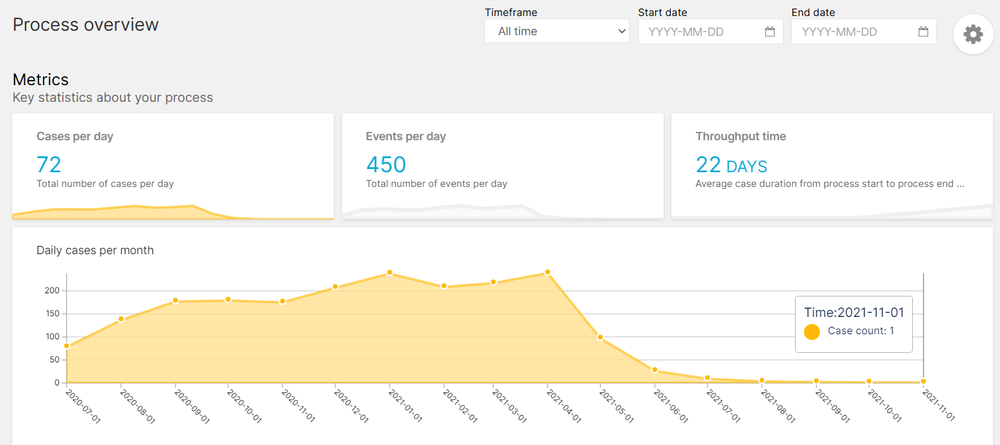 Process overview
Timeframe
All time
Start date
YYYY-MM-DD
End date
YYYY-MM-DD
Metrics
Key statistics about your process
Cases per day
72
Total number of cases per day
Events per day
450
Total number of events per day
Throughput time
22 DAYS
Average case duration from process start to process end ...
Daily cases per month
200
150
100
50
0
Time:2021-11-01
Case count: 1
2020-07-01
2020-08-01
2020-09-01
2020-10-01
2020-11-01
2020-12-01
2021-01-01
2021-02-01
2021-03-01
2021-04-01
2021-05-01
2021-06-01
2021-07-01
2021-08-01
2021-09-01
2021-10-01
2021-11-01